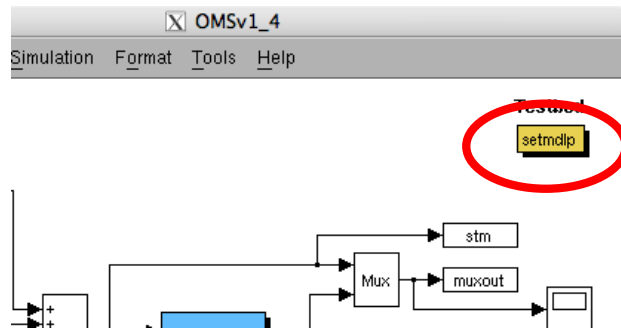 X OMSv1_4
Simulation Format Tools Help
setmdlp
stm
Mux
muxout
+
+